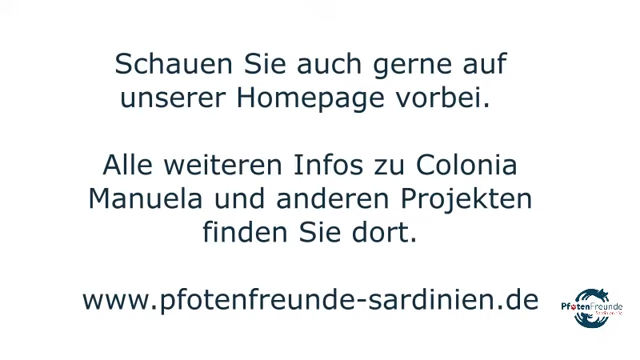 Schauen Sie auch gerne auf
unserer Homepage vorbei.
Alle weiteren Infos zu Colonia
Manuela und anderen Projekten
finden Sie dort.
www.pfotenfreunde-sardinien.de
PfotenFreunde